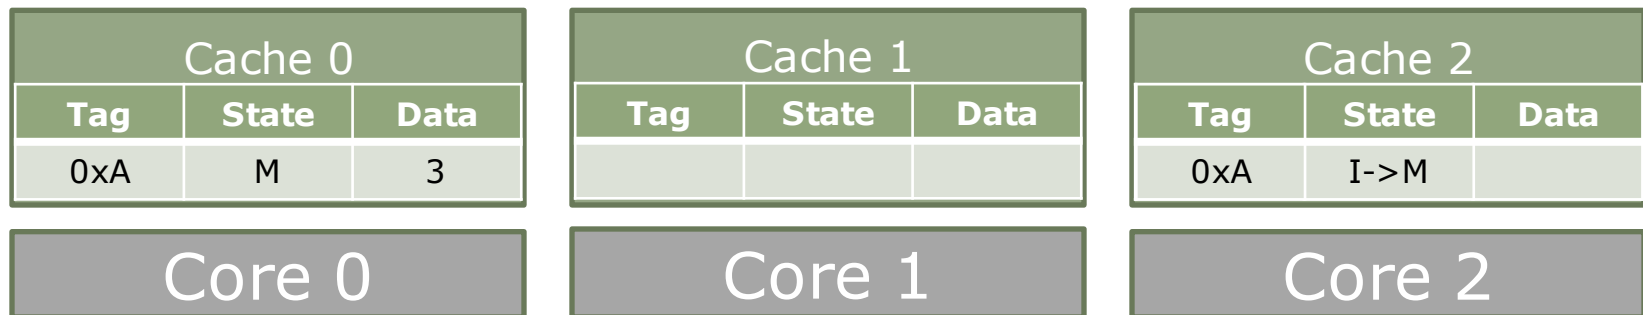 Cache 0
Tag State Data
0xA M 3
Core 0
Cache 1
Tag State Data
Core 1
Cache 2
Tag State Data
0xA I->M
Core 2